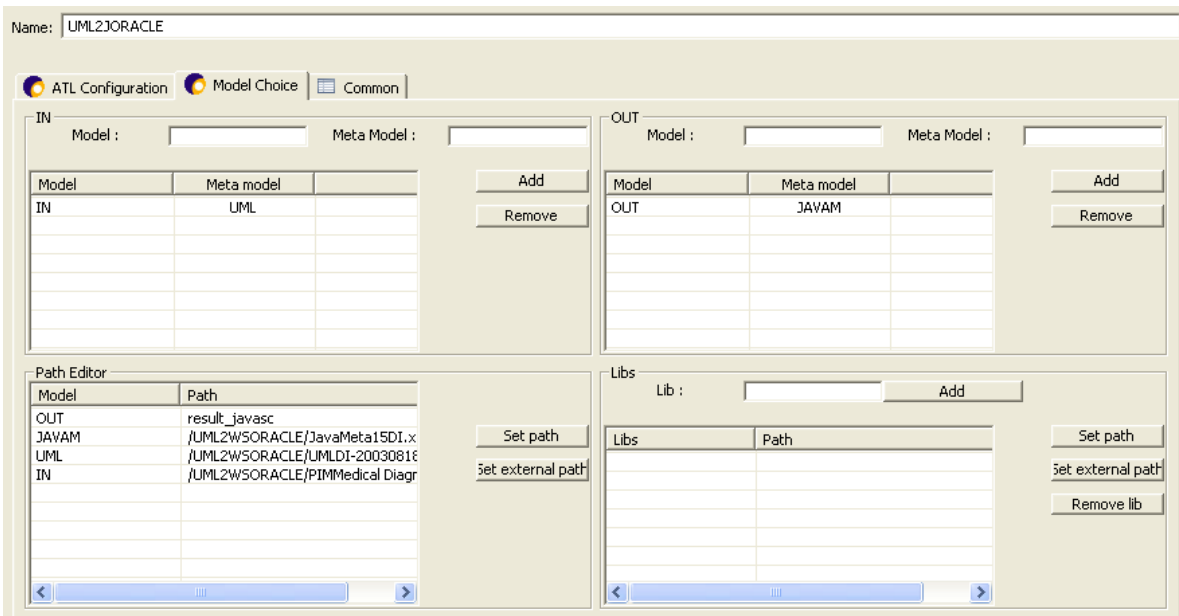 Name: UML2JORACLE
ATL Configuration Model Choice Common
IN
Model : Meta Model :
Add
Model Meta model
IN UML
Remove
OUT
Model : Meta Model :
Add
Model Meta model
OUT JAVAM
Remove
Path Editor
Model Path
OUT result_javasc
JAVAM /UML2WSORACLE/JavaMeta15DI.x
UML /UML2WSORACLE/UMLDI-20030818
IN /UML2WSORACLE/PIMMedical Diagr
Set path
Set external path
Libs
Lib : Add
Libs Path
Set path
Set external path
Remove lib